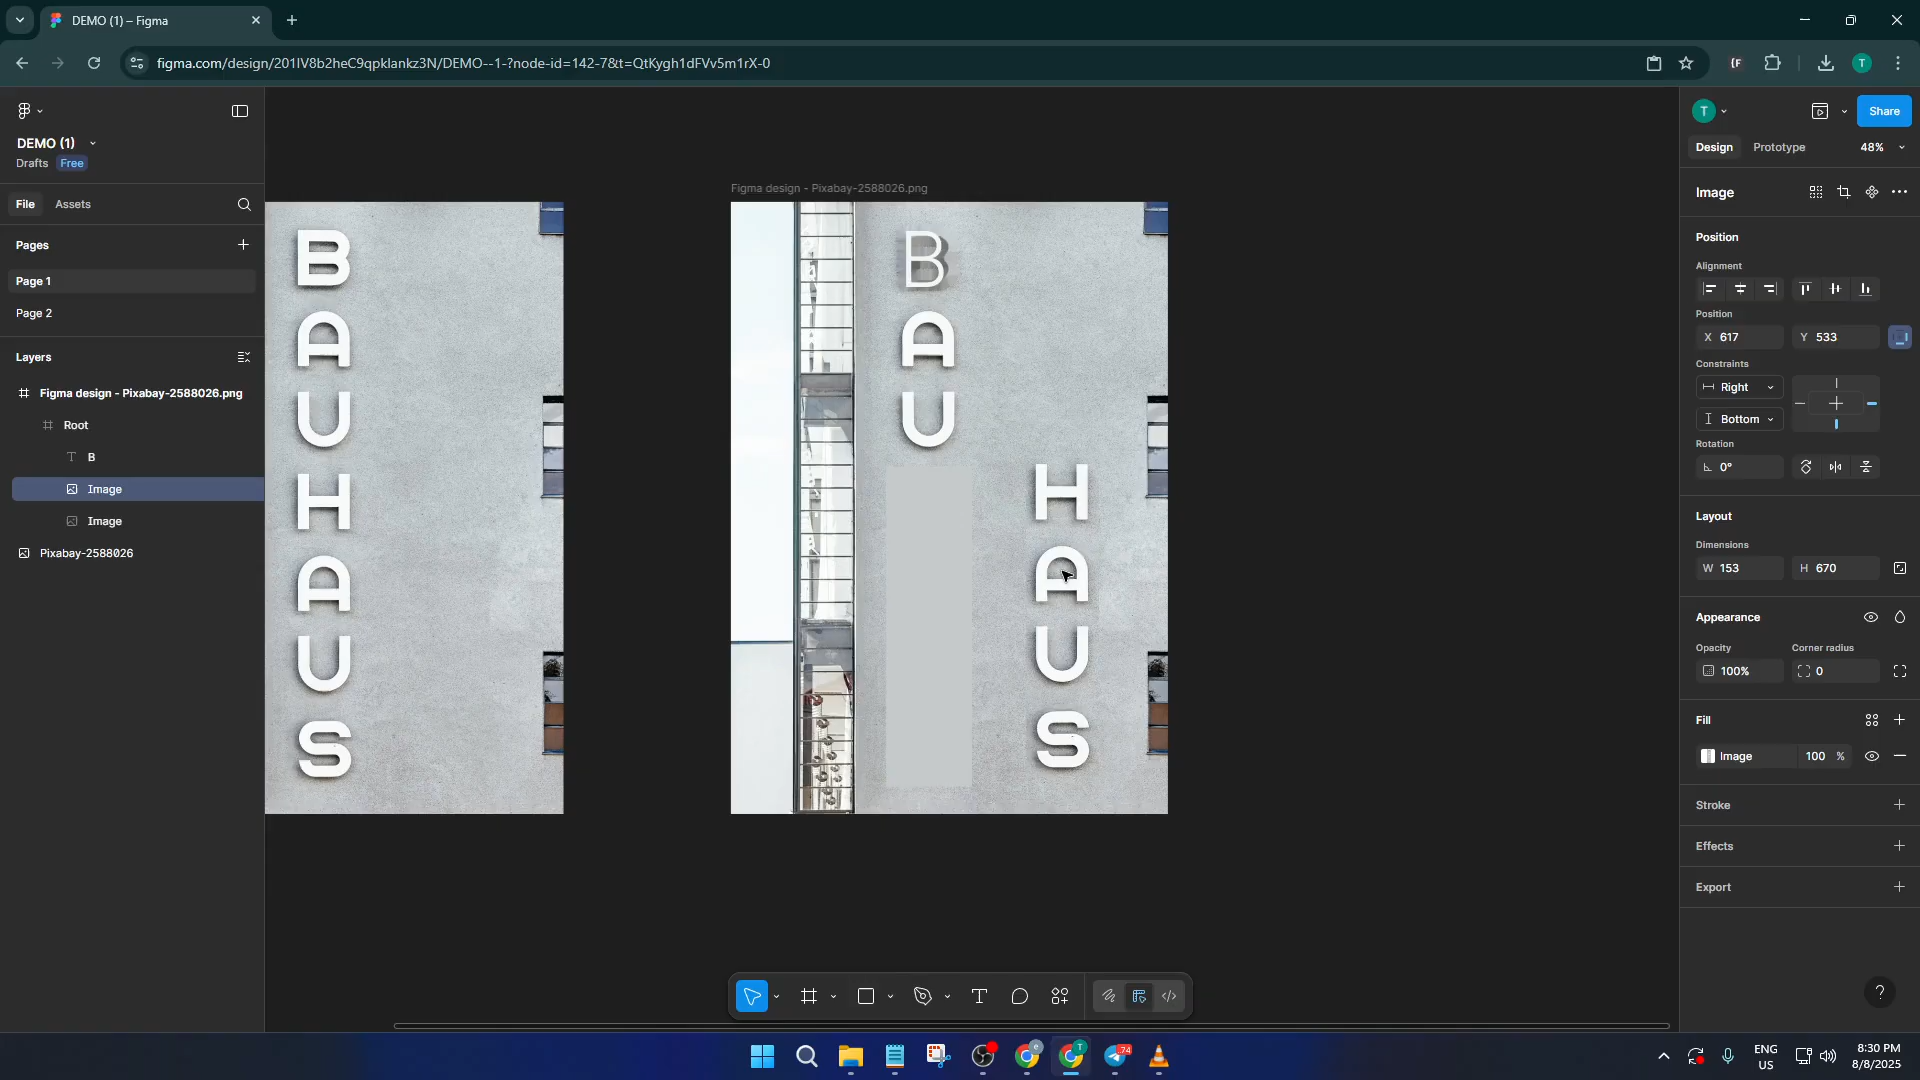 DEMO (1) – Figma
figma.com/design/201IV8b2heC9qpklankz3N/DEMO--1-?node-id=142-7&t=QtKygh1dFVv5m1rX-0
T
DEMO (1)
Drafts
Free
File
Assets
Pages
Page 1
Page 2
Layers
Figma design - Pixabay-2588026.png
Root
B
Image
Image
Pixabay-2588026
B
A
U
H
A
U
S
Figma design - Pixabay-2588026.png
B
A
U
H
A
U
S
T
Share
Design
Prototype
48%
Image
Position
Alignment
Position
X 617
Y 533
Constraints
Right
Bottom
Rotation
0°
Layout
Dimensions
W 153
H 670
Appearance
Opacity
Corner radius
100%
0
Fill
Image
100 %
Stroke
Effects
Export
?
e
T
74
ENG
US
8:30 PM
8/8/2025